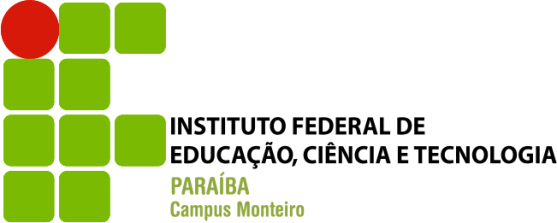 INSTITUTO FEDERAL DE
EDUCAÇÃO, CIÊNCIA E TECNOLOGIA
PARAÍBA
Campus Monteiro